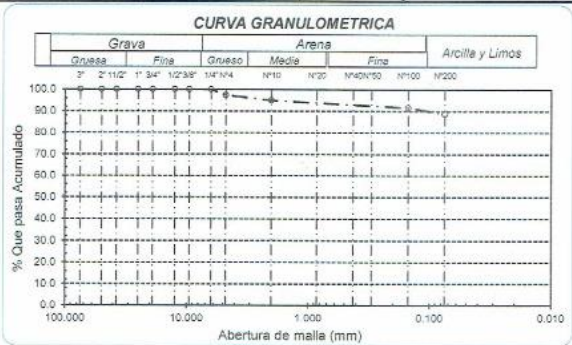 CURVA GRANULOMETRICA
Grava Arena Arcilla y Limos
Gruesa Fina Grueso Media Fina
3" 2" 11/2" 1" 3/4" 1/2" 3/8" 1/4" N°4 N°10 N°20 N°40 N°50 N°100 N°200
% Que pasa Acumulado
100.0
90.0
80.0
70.0
60.0
50.0
40.0
30.0
20.0
10.0
0.0
100.000 10.000 1.000 0.100 0.010
Abertura de malla (mm)